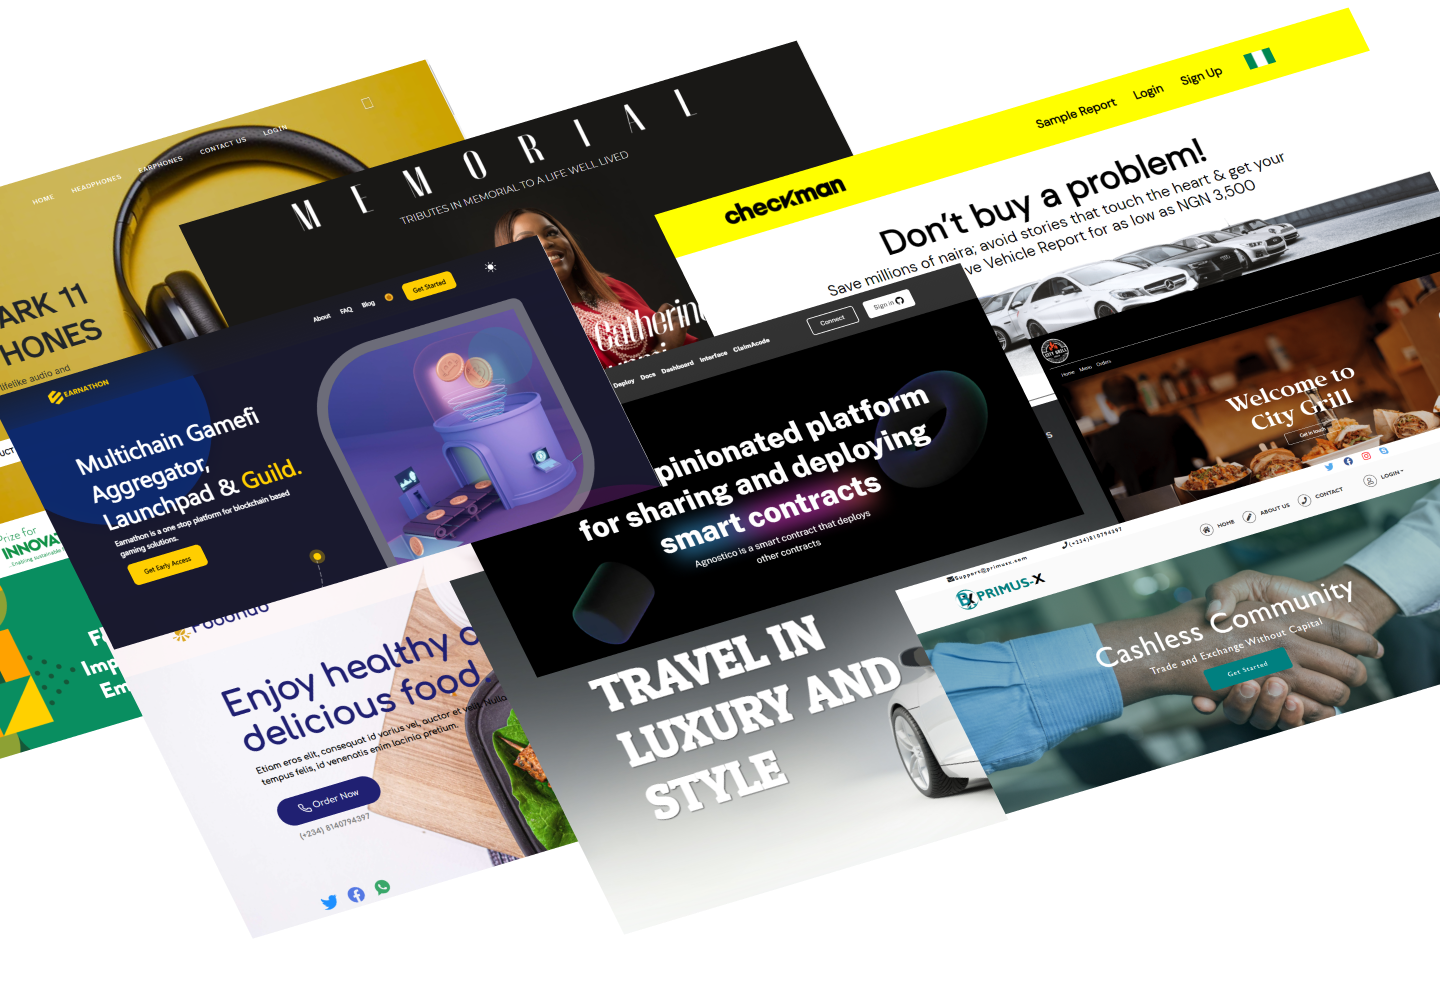 HOME
HEADPHONES
EARPHONES
CONTACT US
LOGIN
ARK 11
HONES
lifelike audio and
UCT
Prize for
INNOVA
Enabling sustainable
MEMORIAL
TRIBUTES IN MEMORIAL TO A LIFE WELL LIVED
Catherine
checkman
Sample Report
Login
Sign Up
Don't buy a problem!
Save millions of naira; avoid stories that touch the heart & get your
ve Vehicle Report for as low as NGN 3,500
EARNATHON
About
FAQ
Blog
Get Started
Multichain Gamefi
Aggregator,
Launchpad & Guild.
Earnathon is a one stop platform for blockchain based
gaming solutions.
Get Early Access
Deploy
Docs
Dashboard
Interface
ClaimAcode
Connect
Sign in
pinionated platform
for sharing and deploying
smart contracts
Agnostico is a smart contract that deploys
other contracts
CITY GRILL
Home
Menu
Orders
Welcome to
City Grill
Get in touch
Enjoy healthy
delicious food
Etiam eros elit, consequat id varius vel, auctor et velit. Nulla
tempus felis, id venenatis enim lacinia pretium.
Order Now
(+234) 8140794397
S
TRAVEL IN
LUXURY AND
STYLE
Support@primusx.com
(+234)810794397
PRIMUS-X
HOME
ABOUT US
CONTACT
LOGIN
Cashless Community
Trade and Exchange Without Capital
Get Started